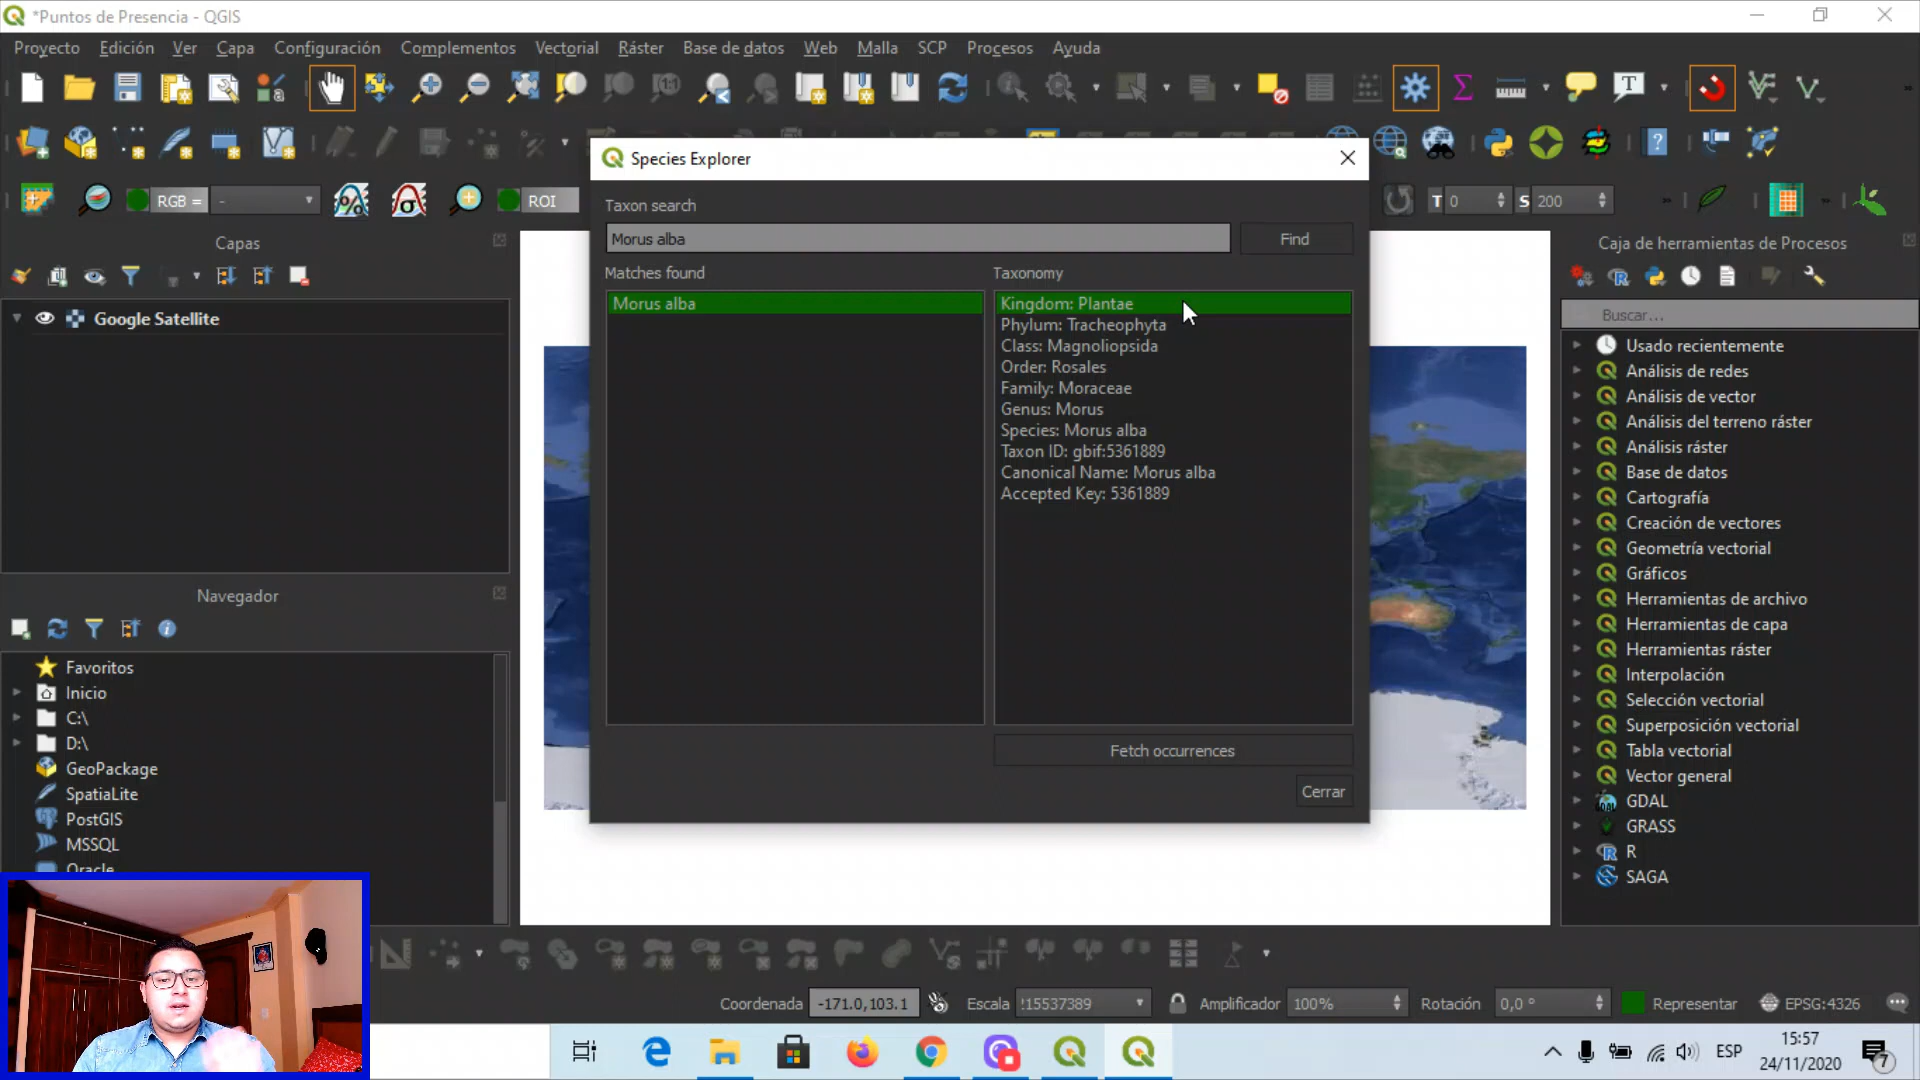 *Puntos de Presencia - QGIS
Proyecto Edición Ver Capa Configuración Complementos Vectorial Ráster Base de datos Web Malla SCP Procesos Ayuda
RGB = - ROI T 0 S 200
Species Explorer
Taxon search
Morus alba Find
Matches found Taxonomy
Morus alba
Kingdom: Plantae
Phylum: Tracheophyta
Class: Magnoliopsida
Order: Rosales
Family: Moraceae
Genus: Morus
Species: Morus alba
Taxon ID: gbif:5361889
Canonical Name: Morus alba
Accepted Key: 5361889
Fetch occurrences
Cerrar
Capas
Google Satellite
Navegador
Favoritos
Inicio
C:\
D:\
GeoPackage
SpatiaLite
PostGIS
MSSQL
Oracle
Caja de herramientas de Procesos
Buscar...
Usado recientemente
Análisis de redes
Análisis de vector
Análisis del terreno ráster
Análisis ráster
Base de datos
Cartografía
Creación de vectores
Geometría vectorial
Gráficos
Herramientas de archivo
Herramientas de capa
Herramientas ráster
Interpolación
Selección vectorial
Superposición vectorial
Tabla vectorial
Vector general
GDAL
GRASS
R
SAGA
Coordenada -171.0,103.1 Escala !15537389 Amplificador 100% Rotación 0,0 ° Representar EPSG:4326
ESP
15:57
24/11/2020
7